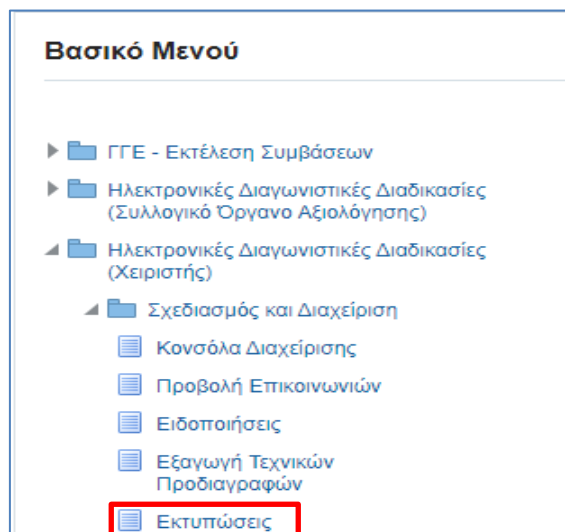 Βασικό Μενού
ΓΓΕ - Εκτέλεση Συμβάσεων
Ηλεκτρονικές Διαγωνιστικές Διαδικασίες
(Συλλογικό Όργανο Αξιολόγησης)
Ηλεκτρονικές Διαγωνιστικές Διαδικασίες
(Χειριστής)
Σχεδιασμός και Διαχείριση
Κονσόλα Διαχείρισης
Προβολή Επικοινωνιών
Ειδοποιήσεις
Εξαγωγή Τεχνικών
Προδιαγραφών
Εκτυπώσεις